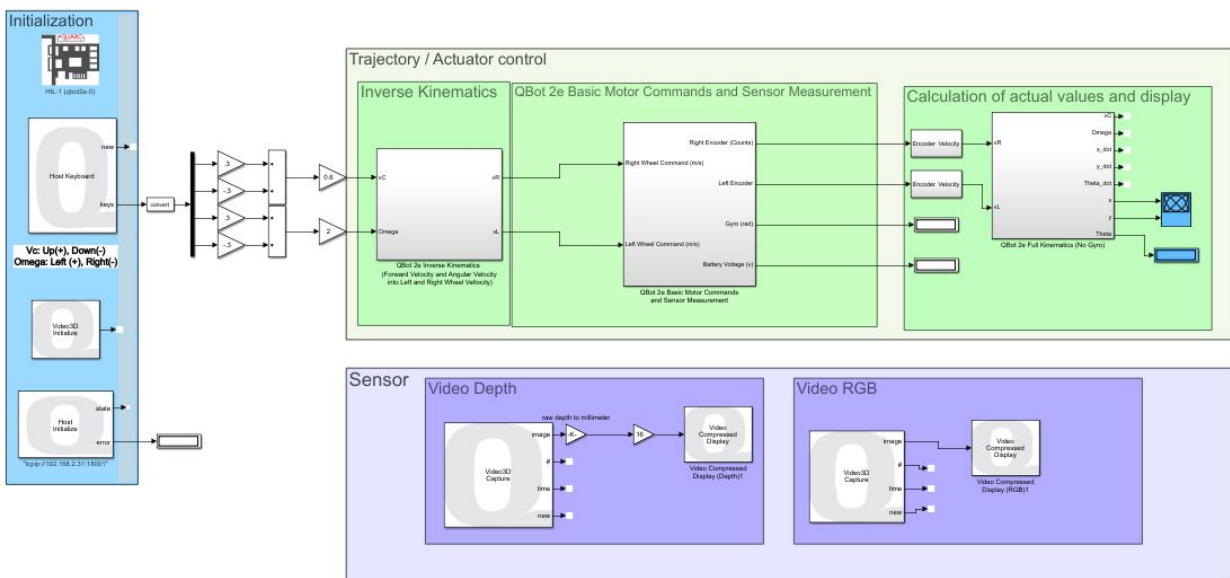 Initialization
QUARC
HIL-1 (qbot2e-0)
new
Host Keyboard
keys
Vc: Up(+), Down(-)
Omega: Left (+), Right(-)
Video3D
Initialize
state
Host
Initialize
error
"tcpip://192.168.2.31:18001"
convert
.3
-.3
.3
-.3
+
+
+
+
0.6
2
Trajectory / Actuator control
Inverse Kinematics
vC
vR
Omega
vL
QBot 2e Inverse Kinematics
(Forward Velocity and Angular Velocity
into Left and Right Wheel Vellocity)
QBot 2e Basic Motor Commands and Sensor Measurement
Right Encoder (Counts)
Right Wheel Command (m/s)
Left Encoder
Gyro (rad)
Left Wheel Command (m/s)
Battery Voltage (v)
QBot 2e Basic Motor Commands
and Sensor Measurement
Calculation of actual values and display
Encoder Velocity
Encoder Velocity
vR
vL
vC
Omega
x_dot
y_dot
Theta_dot
x
y
Theta
QBot 2e Full Kinematics (No Gyro)
Sensor
Video Depth
raw depth to millimeter
image
-K-
16
Video3D
Capture
#
time
new
Video
Compressed
Display
Video Compressed
Display (Depth)1
Video RGB
image
Video3D
Capture
#
time
new
Video
Compressed
Display
Video Compressed
Display (RGB)1